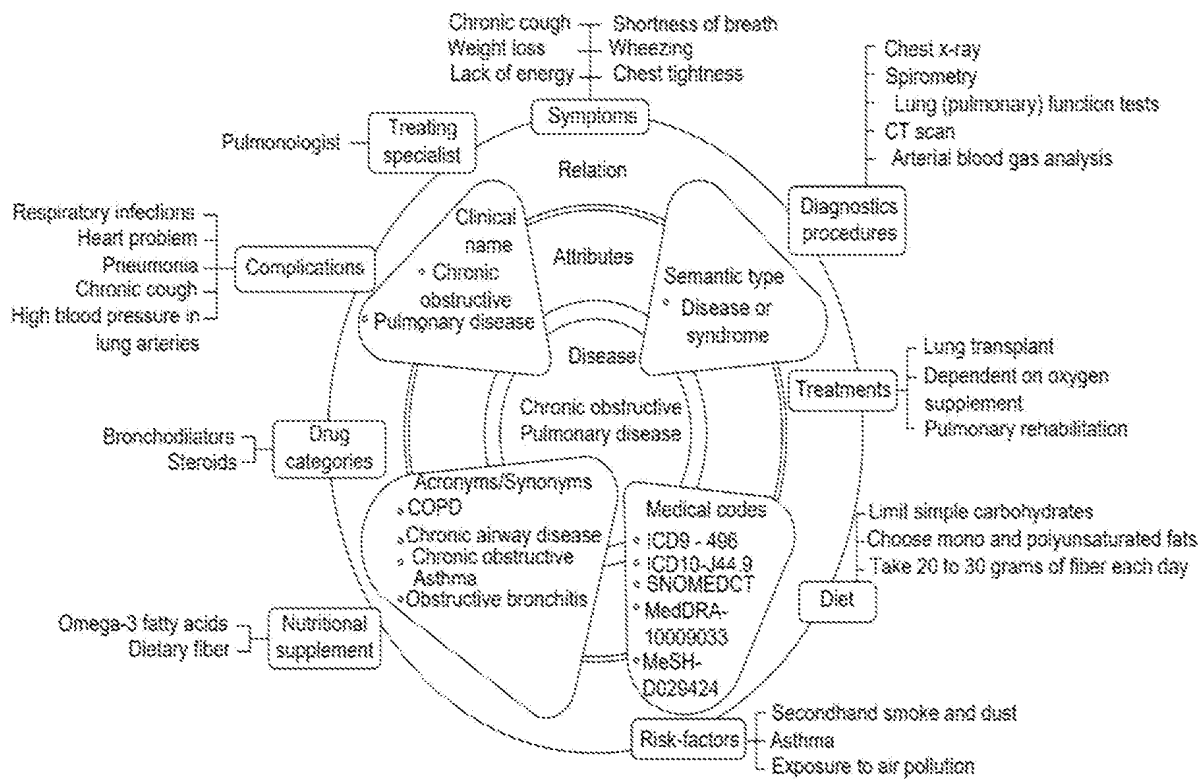 Chronic cough
Shortness of breath
Weight loss
Wheezing
Lack of energy
Chest tightness
Symptoms
Chest x-ray
Spirometry
Lung (pulmonary) function tests
CT scan
Arterial blood gas analysis
Diagnostics
procedures
Pulmonologist
Treating
specialist
Relation
Respiratory infections
Heart problem
Pneumonia
Chronic cough
High blood pressure in
lung arteries
Complications
Clinical
name
° Chronic
obstructive
° Pulmonary disease
Attributes
Semantic type
° Disease or
syndrome
Disease
Chronic obstructive
Pulmonary disease
Treatments
Lung transplant
Dependent on oxygen
supplement
Pulmonary rehabilitation
Bronchodilators
Steroids
Drug
categories
Acronyms/Synonyms
° COPD
° Chronic airway disease
° Chronic obstructive
Asthma
° Obstructive bronchitis
Medical codes
° ICD9 - 496
° ICD10-J44.9
° SNOMEDCT
° MedDRA-
10009033
° MeSH-
D029424
Limit simple carbohydrates
Choose mono and polyunsaturated fats
Take 20 to 30 grams of fiber each day
Diet
Omega-3 fatty acids
Dietary fiber
Nutritional
supplement
Risk-factors
Secondhand smoke and dust
Asthma
Exposure to air pollution